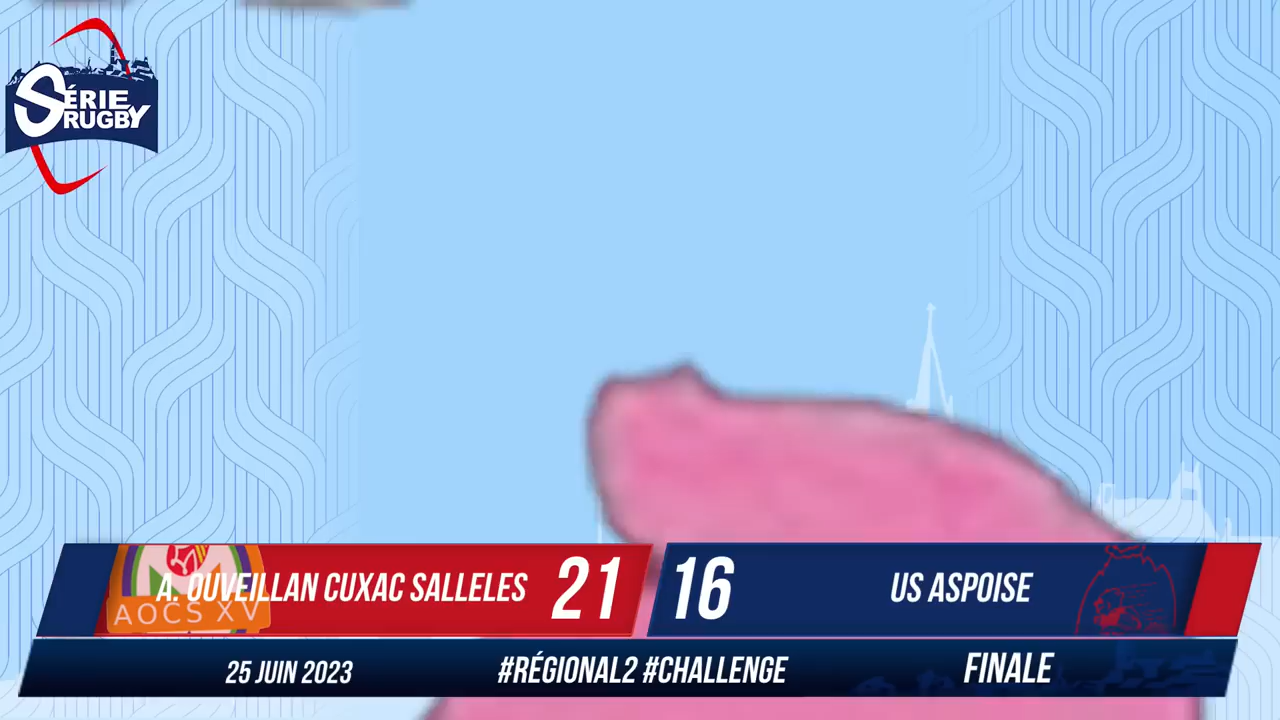 SÉRIE
RUGBY
A. OUVEILLAN CUXAC SALLELES 21
16 US ASPOISE
AOCS XV
25 JUIN 2023 #RÉGIONAL2 #CHALLENGE FINALE